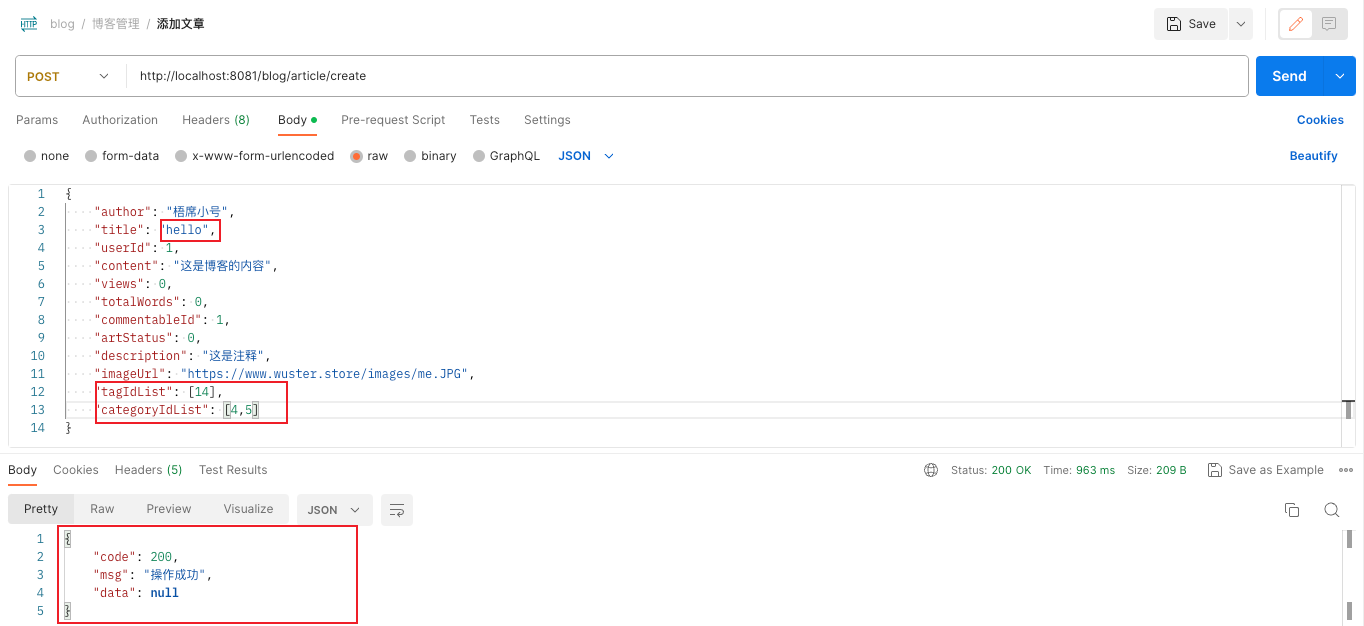 HTTP blog / 博客管理 / 添加文章 Save
POST http://localhost:8081/blog/article/create Send
Params Authorization Headers (8) Body Pre-request Script Tests Settings Cookies
none form-data x-www-form-urlencoded raw binary GraphQL JSON Beautify
1 {
2 "author": "梧席小号",
3 "title": "hello",
4 "userId": 1,
5 "content": "这是博客的内容",
6 "views": 0,
7 "totalWords": 0,
8 "commentableId": 1,
9 "artStatus": 0,
10 "description": "这是注释",
11 "imageUrl": "https://www.wuster.store/images/me.JPG",
12 "tagIdList": [14],
13 "categoryIdList": [4,5]
14 }
Body Cookies Headers (5) Test Results Status: 200 OK Time: 963 ms Size: 209 B Save as Example
Pretty Raw Preview Visualize JSON
1 {
2 "code": 200,
3 "msg": "操作成功",
4 "data": null
5 }